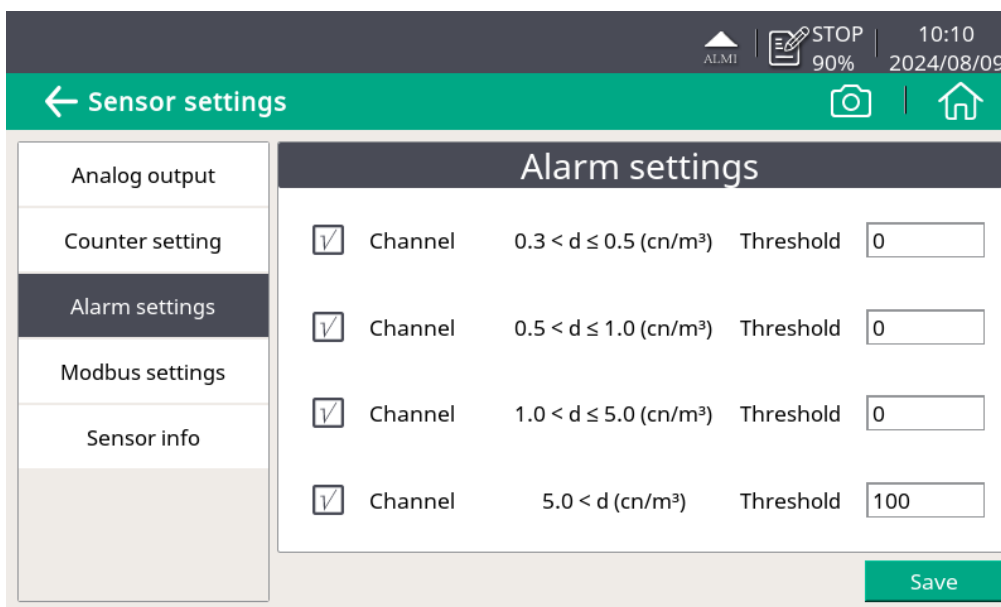 ALMI
STOP
90%
10:10
2024/08/09
Sensor settings
Analog output
Counter setting
Alarm settings
Modbus settings
Sensor info
Alarm settings
√ Channel 0.3 < d ≤ 0.5 (cn/m³) Threshold 0
√ Channel 0.5 < d ≤ 1.0 (cn/m³) Threshold 0
√ Channel 1.0 < d ≤ 5.0 (cn/m³) Threshold 0
√ Channel 5.0 < d (cn/m³) Threshold 100
Save